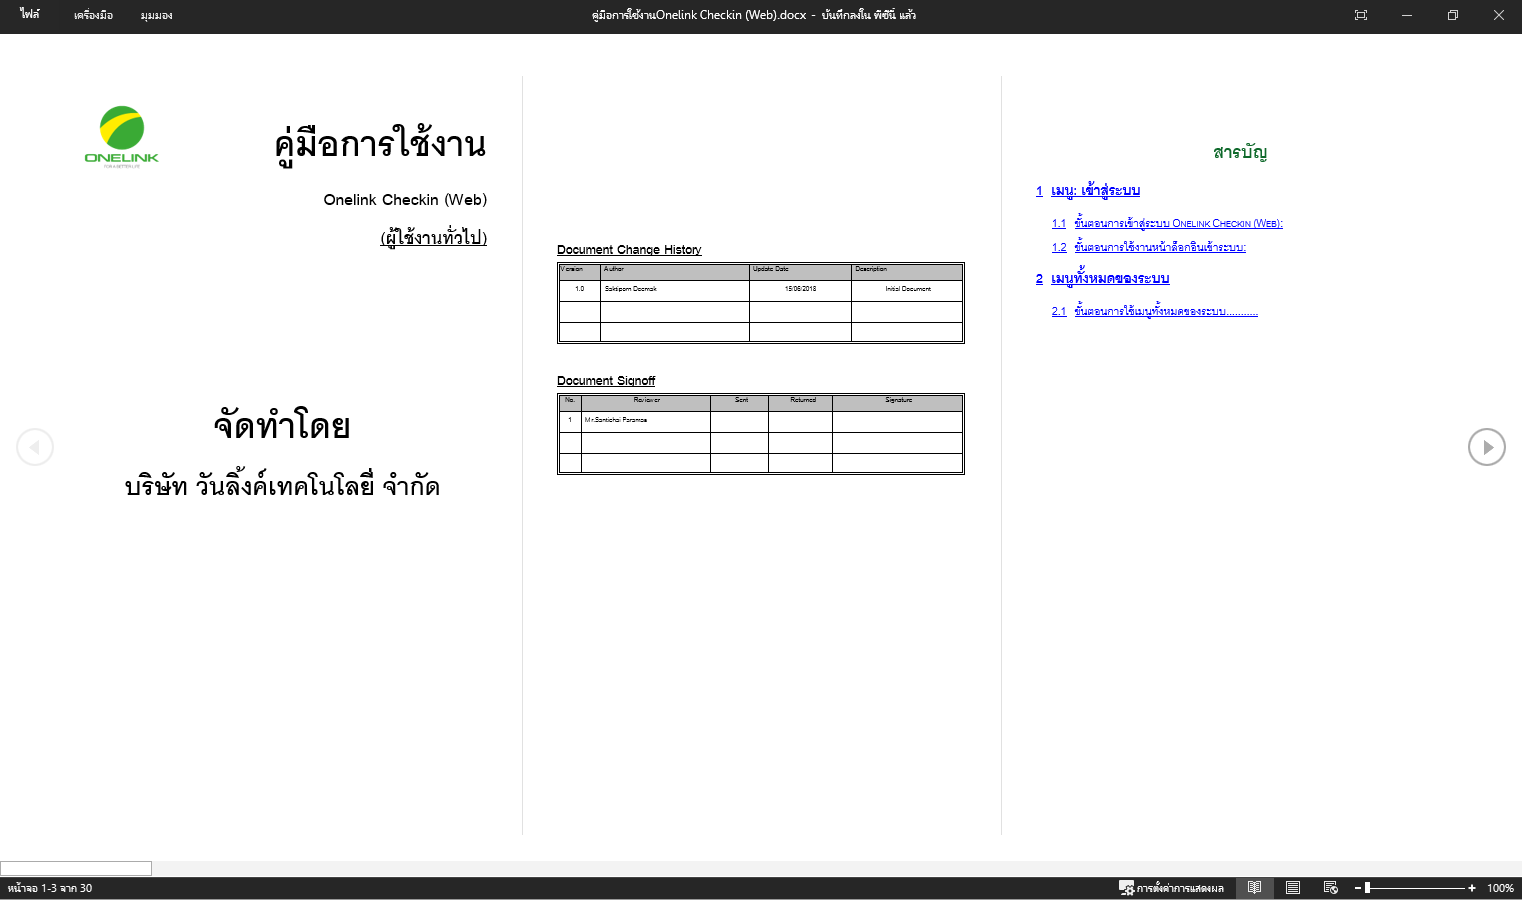 ไฟล์ เครื่องมือ มุมมอง คู่มือการใช้งานOnelink Checkin (Web).docx - บันทึกลงใน พีซีนี้ แล้ว
ONELINK
คู่มือการใช้งาน
Onelink Checkin (Web)
(ผู้ใช้งานทั่วไป)
จัดทำโดย
บริษัท วันลิ้งค์เทคโนโลยี่ จำกัด
Document Change History
Version Author Update Date Description
1.0 Saktiporn Deemak 15/06/2018 Initial Document
Document Signoff
No. Reviewer Sent Returned Signature
1 Mr.Santichai
สารบัญ
1 เมนู: เข้าสู่ระบบ
1.1 ขั้นตอนการเข้าสู่ระบบ ONELINK CHECKIN (WEB):
1.2 ขั้นตอนการใช้งานหน้าล็อกอินเข้าระบบ:
2 เมนูทั้งหมดของระบบ
2.1 ขั้นตอนการใช้เมนูทั้งหมดของระบบ...........
หน้าจอ 1-3 จาก 30 การตั้งค่าการแสดงผล 100%